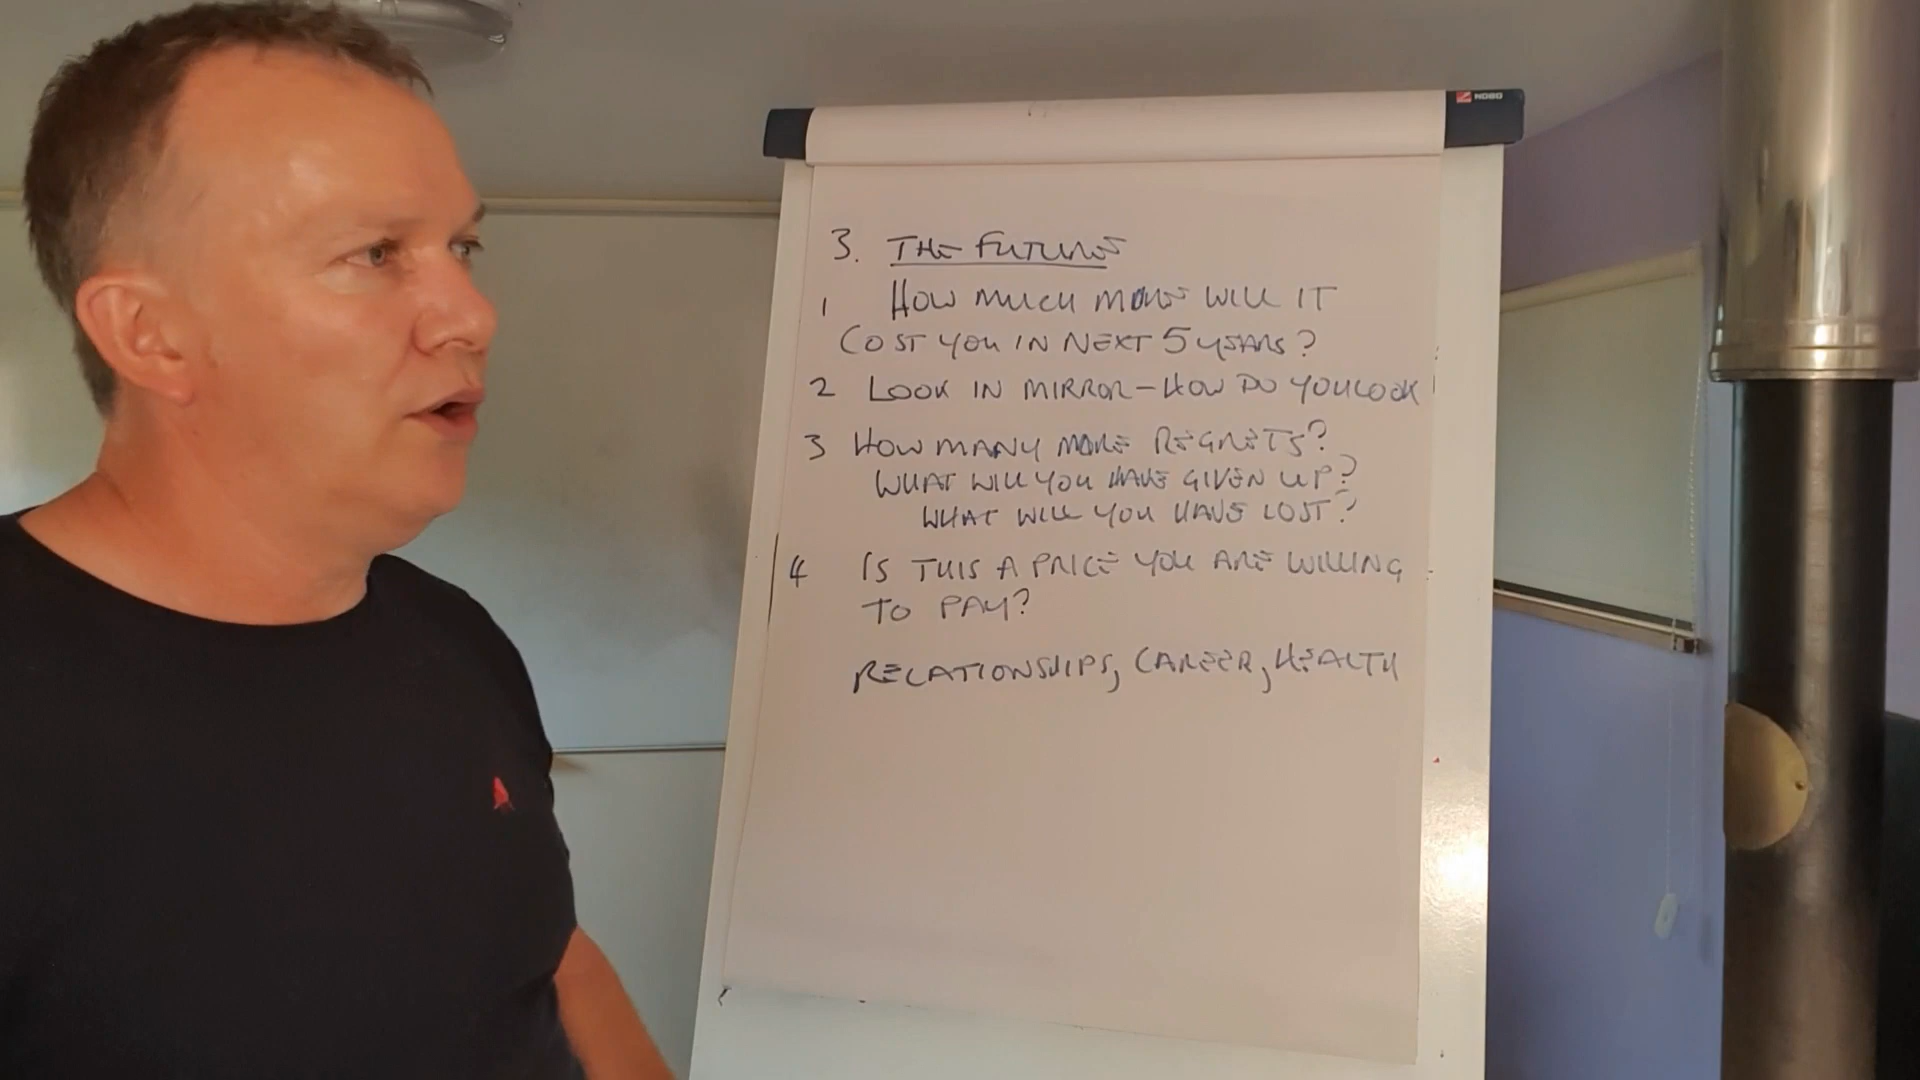 NOBO
3. THE FUTURE
1 HOW MUCH MORE WILL IT
COST YOU IN NEXT 5 YEARS?
2 LOOK IN MIRROR - HOW DO YOU LOOK
3 HOW MANY MORE REGRETS?
WHAT WILL YOU HAVE GIVEN UP?
WHAT WILL YOU HAVE LOST?
4 IS THIS A PRICE YOU ARE WILLING
TO PAY?
RELATIONSHIPS, CAREER, HEALTH